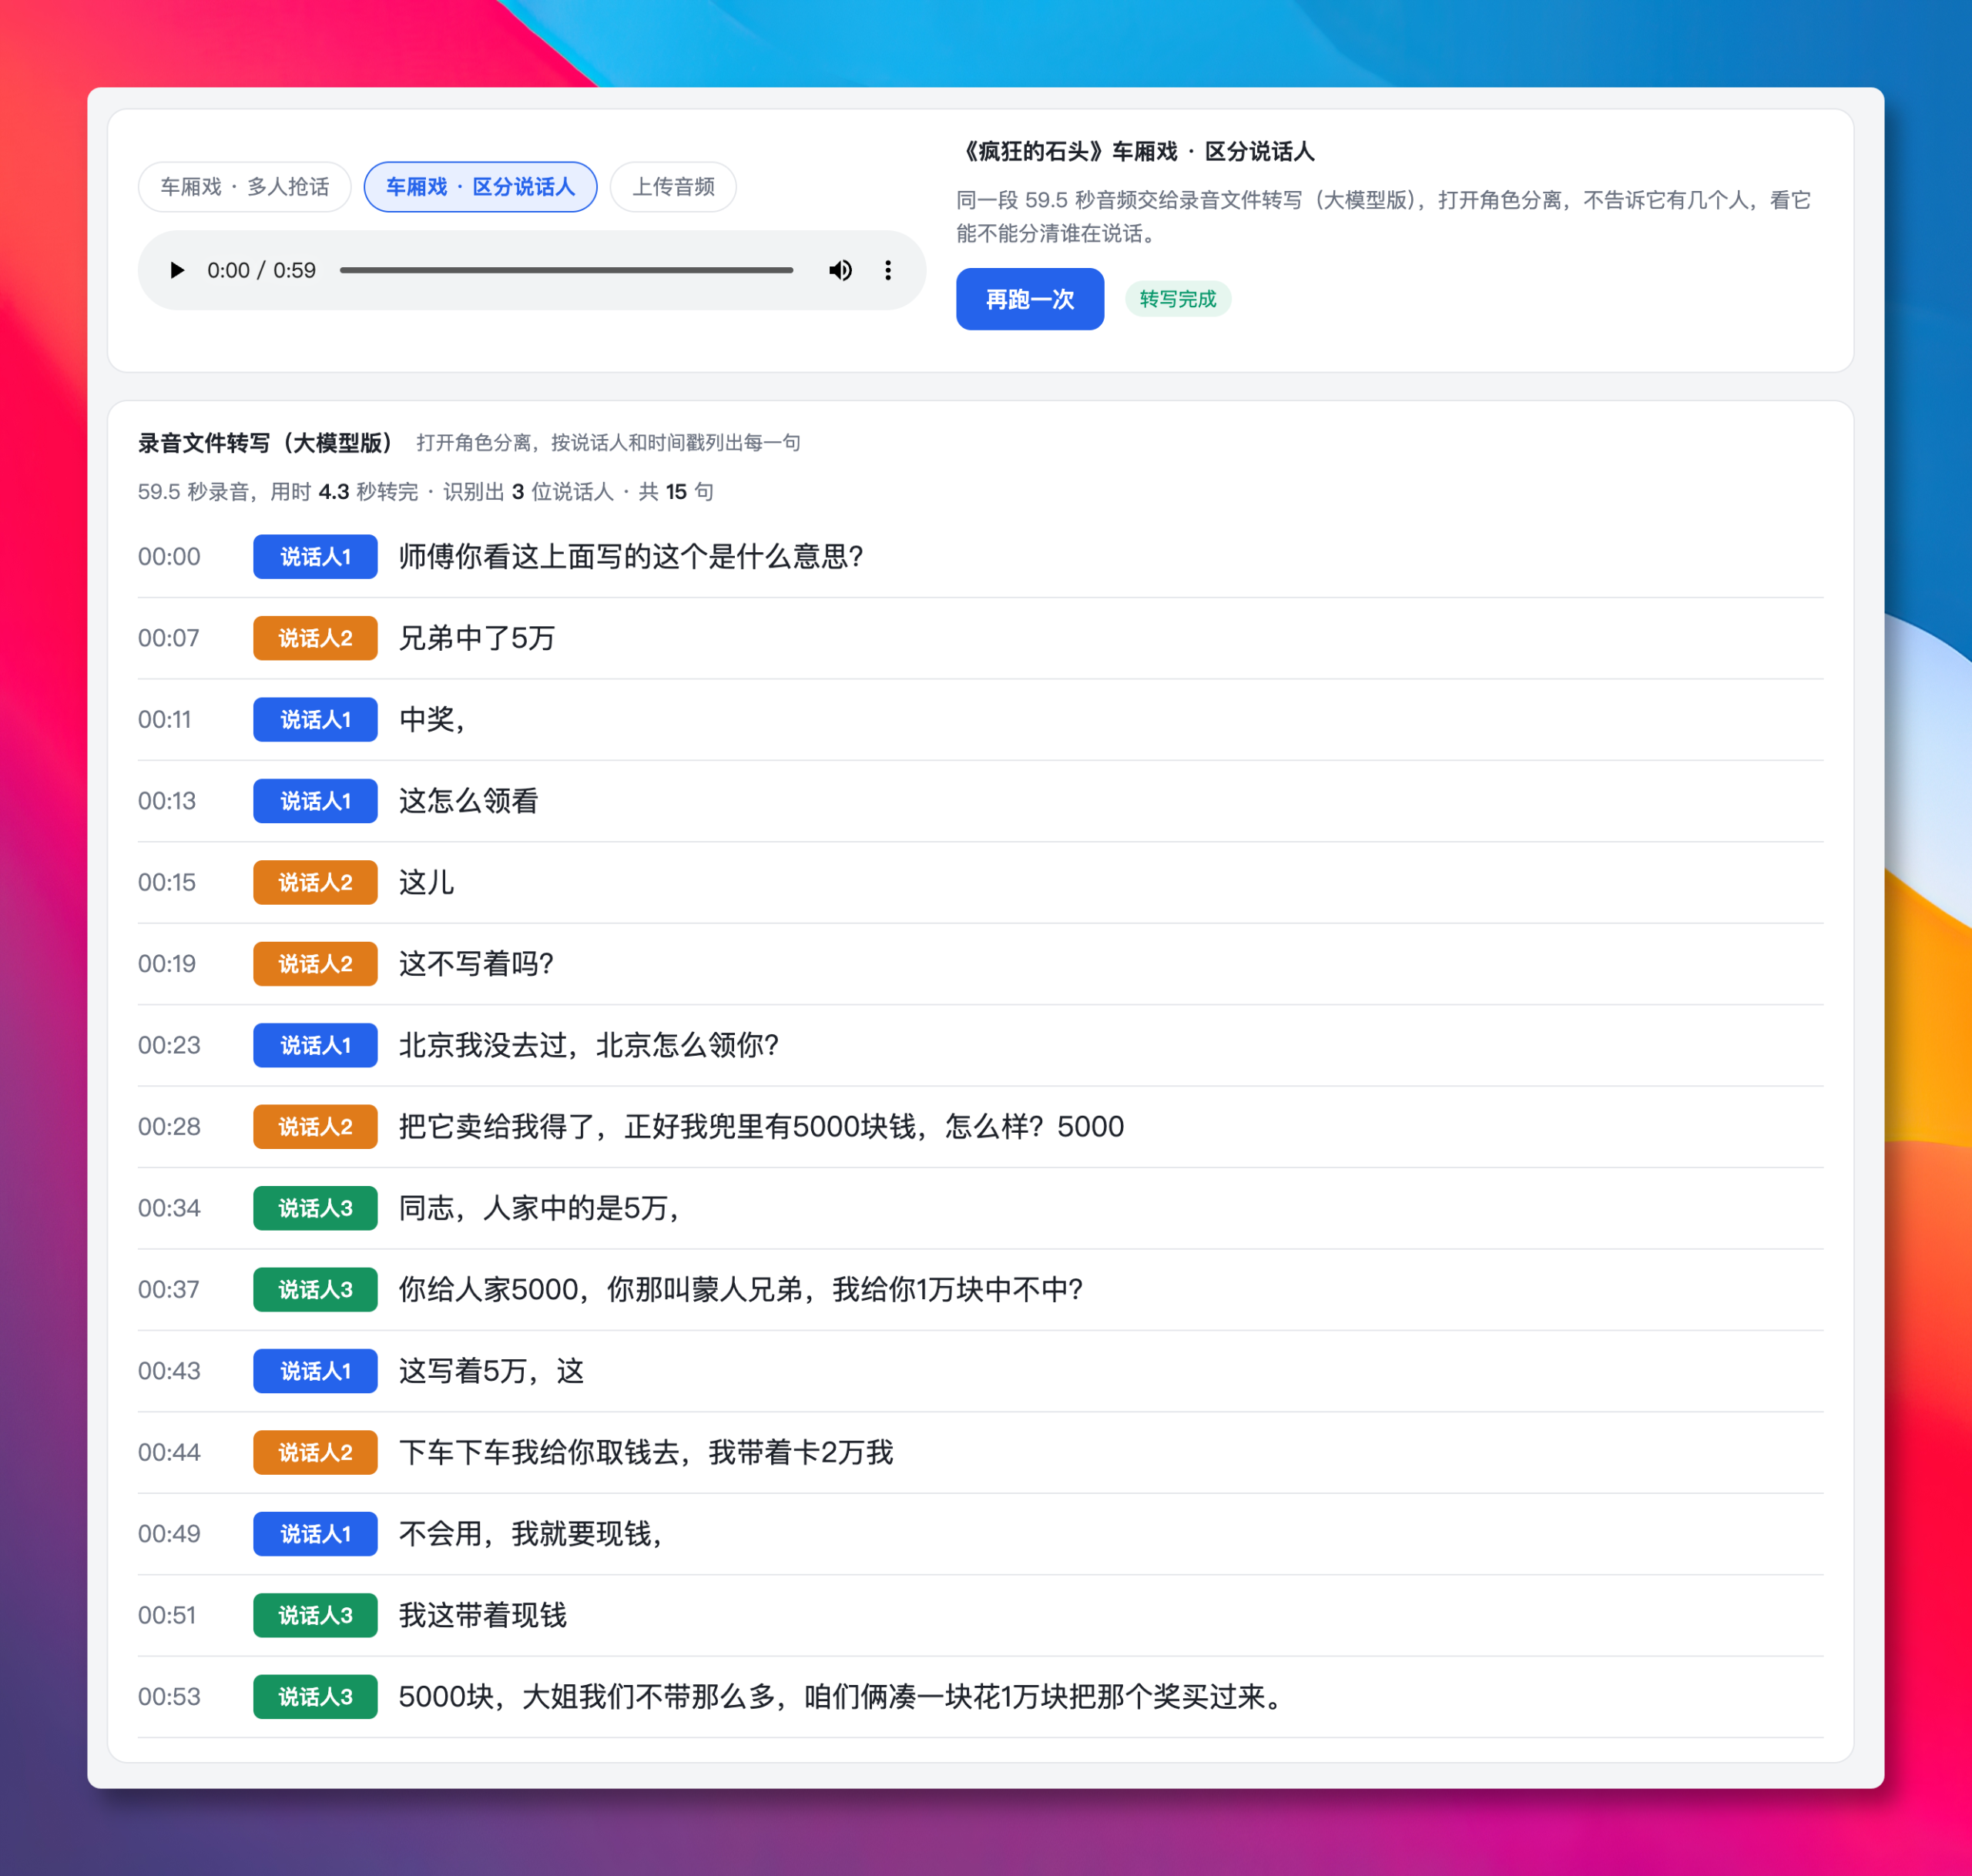 车厢戏 · 多人抢话
车厢戏 · 区分说话人
上传音频
0:00 / 0:59
《疯狂的石头》车厢戏 · 区分说话人
同一段 59.5 秒音频交给录音文件转写（大模型版），打开角色分离，不告诉它有几个人，看它
能不能分清谁在说话。
再跑一次
转写完成
录音文件转写（大模型版） 打开角色分离，按说话人和时间戳列出每一句
59.5 秒录音，用时 4.3 秒转完 · 识别出 3 位说话人 · 共 15 句
00:00 说话人1 师傅你看这上面写的这个是什么意思？
00:07 说话人2 兄弟中了5万
00:11 说话人1 中奖，
00:13 说话人1 这怎么领看
00:15 说话人2 这儿
00:19 说话人2 这不写着吗？
00:23 说话人1 北京我没去过，北京怎么领你？
00:28 说话人2 把它卖给我得了，正好我兜里有5000块钱，怎么样？5000
00:34 说话人3 同志，人家中的是5万，
00:37 说话人3 你给人家5000，你那叫蒙人兄弟，我给你1万块中不中？
00:43 说话人1 这写着5万，这
00:44 说话人2 下车下车我给你取钱去，我带着卡2万我
00:49 说话人1 不会用，我就要现钱，
00:51 说话人3 我这带着现钱
00:53 说话人3 5000块，大姐我们不带那么多，咱们俩凑一块花1万块把那个奖买过来。